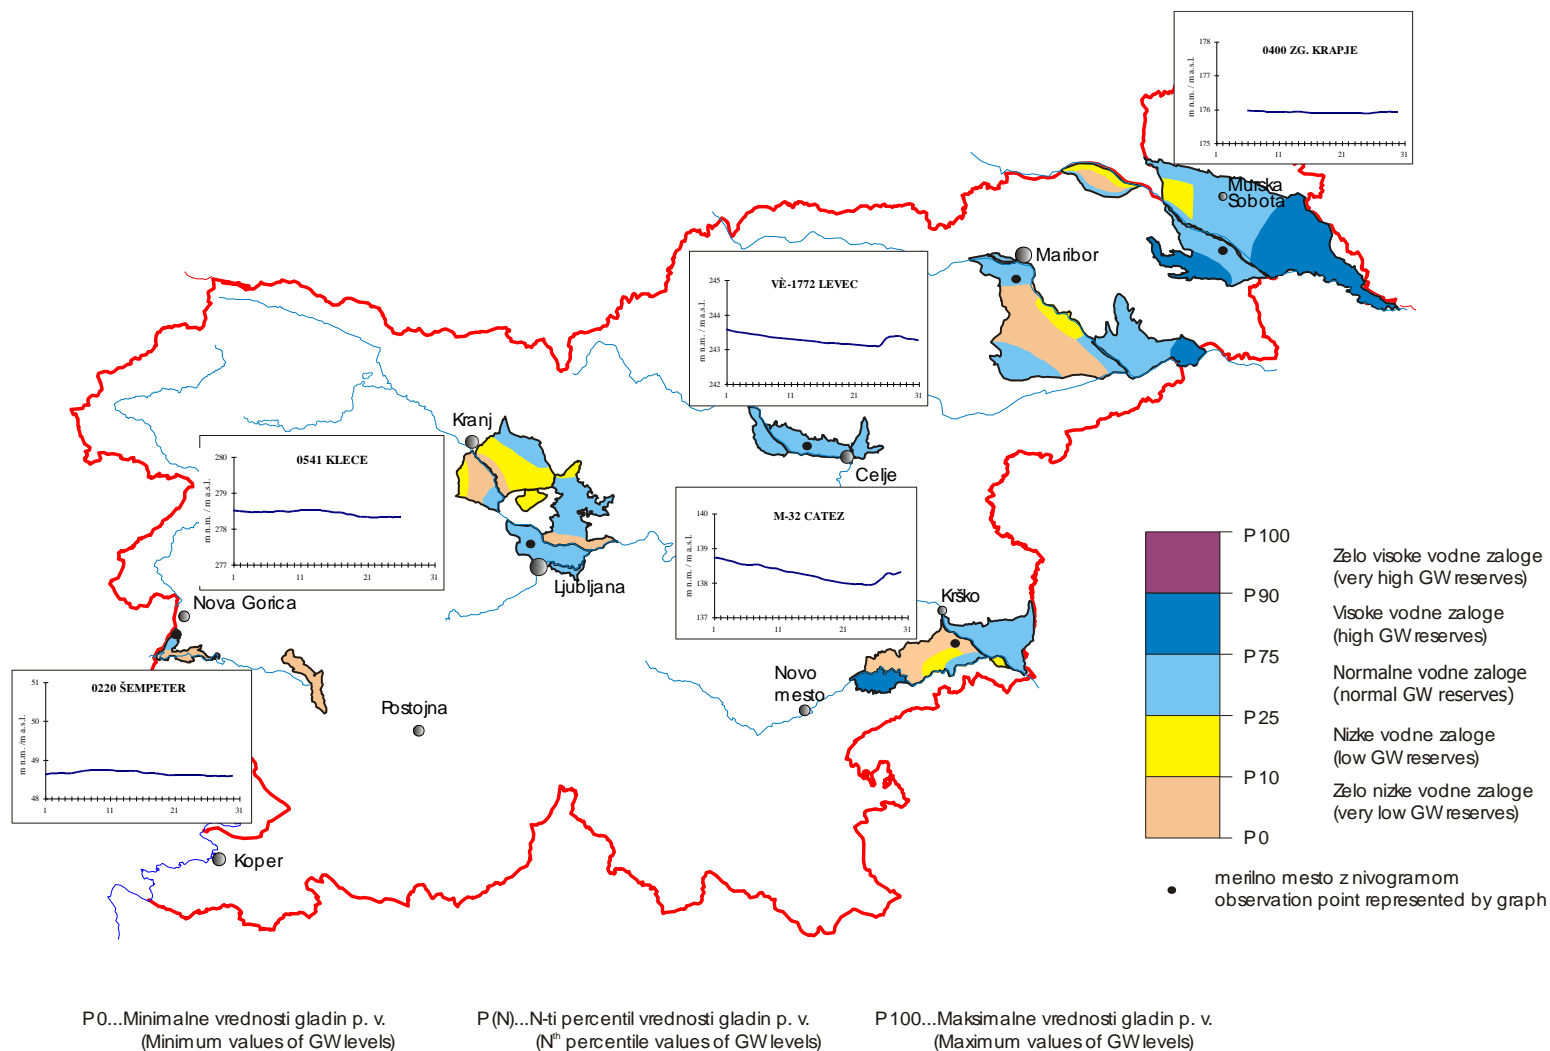 0400 ZG. KRAPJE
m n.m. / m a.s.l.
178
177
176
175
1
11
21
31
Murska
Sobota
Maribor
VÈ-1772 LEVEC
m n.m. / m a.s.l.
245
244
243
242
1
11
21
31
Kranj
Celje
0541 KLECE
m n.m. / m a.s.l.
280
279
278
277
1
11
21
31
Ljubljana
M-32 CATEZ
m n.m. / m a.s.l.
140
139
138
137
1
11
21
31
Krško
Nova Gorica
Novo
mesto
0220 ŠEMPETER
m n.m. /m a.s.l.
51
50
49
48
1
11
21
31
Postojna
Koper
P100
Zelo visoke vodne zaloge
(very high GW reserves)
P90
Visoke vodne zaloge
(high GW reserves)
P75
Normalne vodne zaloge
(normal GW reserves)
P25
Nizke vodne zaloge
(low GW reserves)
P10
Zelo nizke vodne zaloge
(very low GW reserves)
P0
merilno mesto z nivogramom
observation point represented by graph
P0...Minimalne vrednosti gladin p. v.
(Minimum values of GW levels)
P(N)...N-ti percentil vrednosti gladin p. v.
(Nth percentile values of GW levels)
P100...Maksimalne vrednosti gladin p. v.
(Maximum values of GW levels)